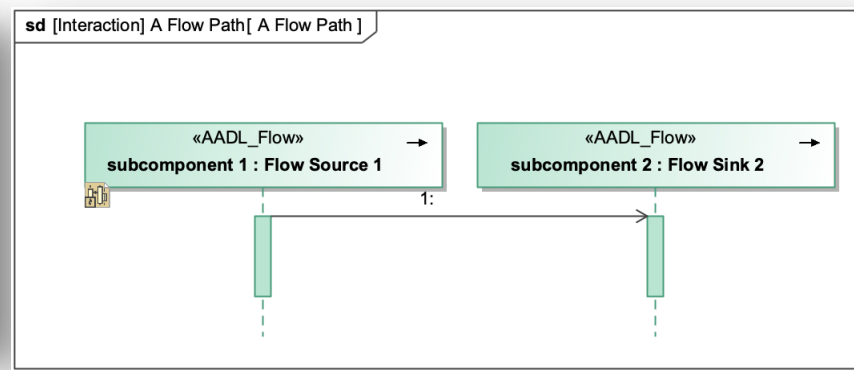 sd [Interaction] A Flow Path[ A Flow Path ]
«AADL_Flow»
subcomponent 1 : Flow Source 1
«AADL_Flow»
subcomponent 2 : Flow Sink 2
1: